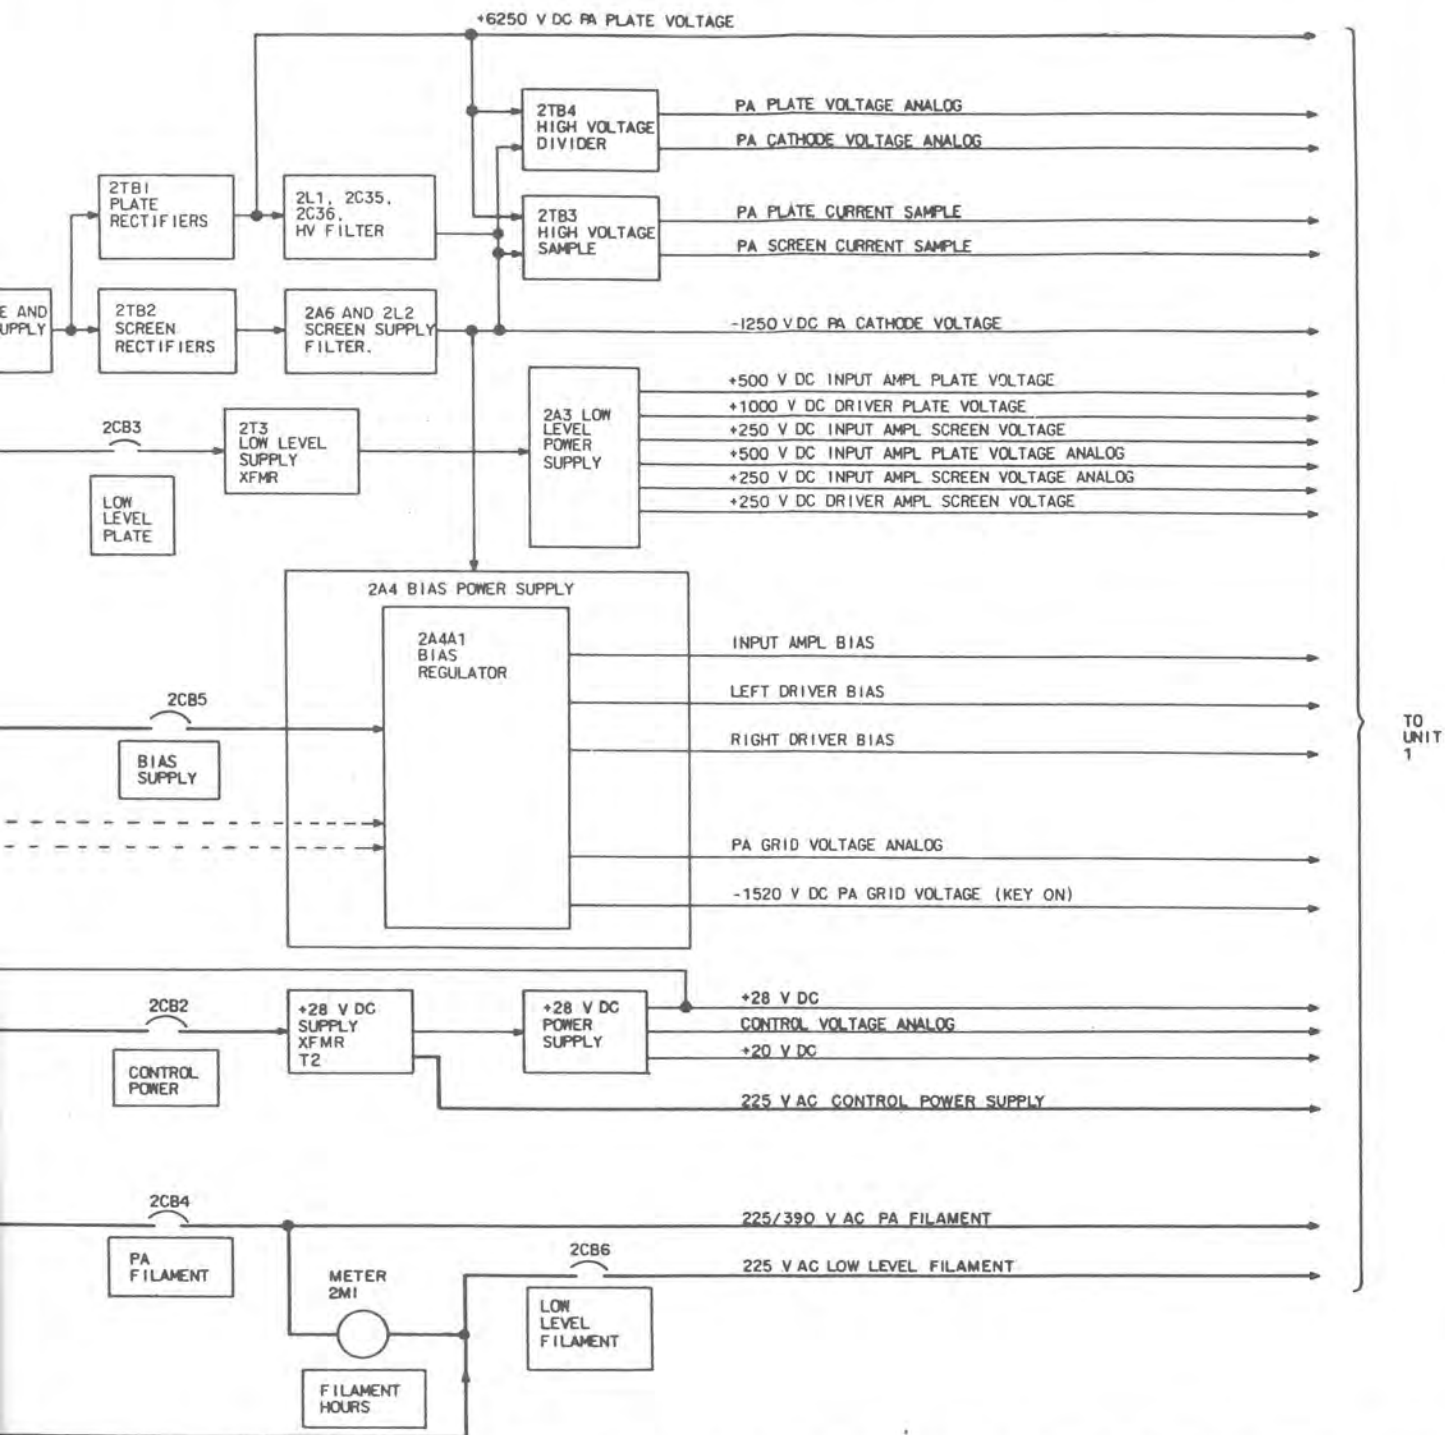 +6250 V DC PA PLATE VOLTAGE
2TB4
HIGH VOLTAGE
DIVIDER
PA PLATE VOLTAGE ANALOG
PA CATHODE VOLTAGE ANALOG
2TB1
PLATE
RECTIFIERS
2L1, 2C35,
2C36,
HV FILTER
2TB3
HIGH VOLTAGE
SAMPLE
PA PLATE CURRENT SAMPLE
PA SCREEN CURRENT SAMPLE
E AND
UPPLY
2TB2
SCREEN
RECTIFIERS
2A6 AND 2L2
SCREEN SUPPLY
FILTER.
-1250 V DC PA CATHODE VOLTAGE
2CB3
LOW
LEVEL
PLATE
2T3
LOW LEVEL
SUPPLY
XFMR
2A3 LOW
LEVEL
POWER
SUPPLY
+500 V DC INPUT AMPL PLATE VOLTAGE
+1000 V DC DRIVER PLATE VOLTAGE
+250 V DC INPUT AMPL SCREEN VOLTAGE
+500 V DC INPUT AMPL PLATE VOLTAGE ANALOG
+250 V DC INPUT AMPL SCREEN VOLTAGE ANALOG
+250 V DC DRIVER AMPL SCREEN VOLTAGE
2A4 BIAS POWER SUPPLY
2A4A1
BIAS
REGULATOR
INPUT AMPL BIAS
LEFT DRIVER BIAS
RIGHT DRIVER BIAS
2CB5
BIAS
SUPPLY
TO
UNIT
1
PA GRID VOLTAGE ANALOG
-1520 V DC PA GRID VOLTAGE (KEY ON)
2CB2
CONTROL
POWER
+28 V DC
SUPPLY
XFMR
T2
+28 V DC
POWER
SUPPLY
+28 V DC
CONTROL VOLTAGE ANALOG
+20 V DC
225 V AC CONTROL POWER SUPPLY
2CB4
PA
FILAMENT
225/390 V AC PA FILAMENT
METER
2M1
FILAMENT
HOURS
2CB6
LOW
LEVEL
FILAMENT
225 V AC LOW LEVEL FILAMENT